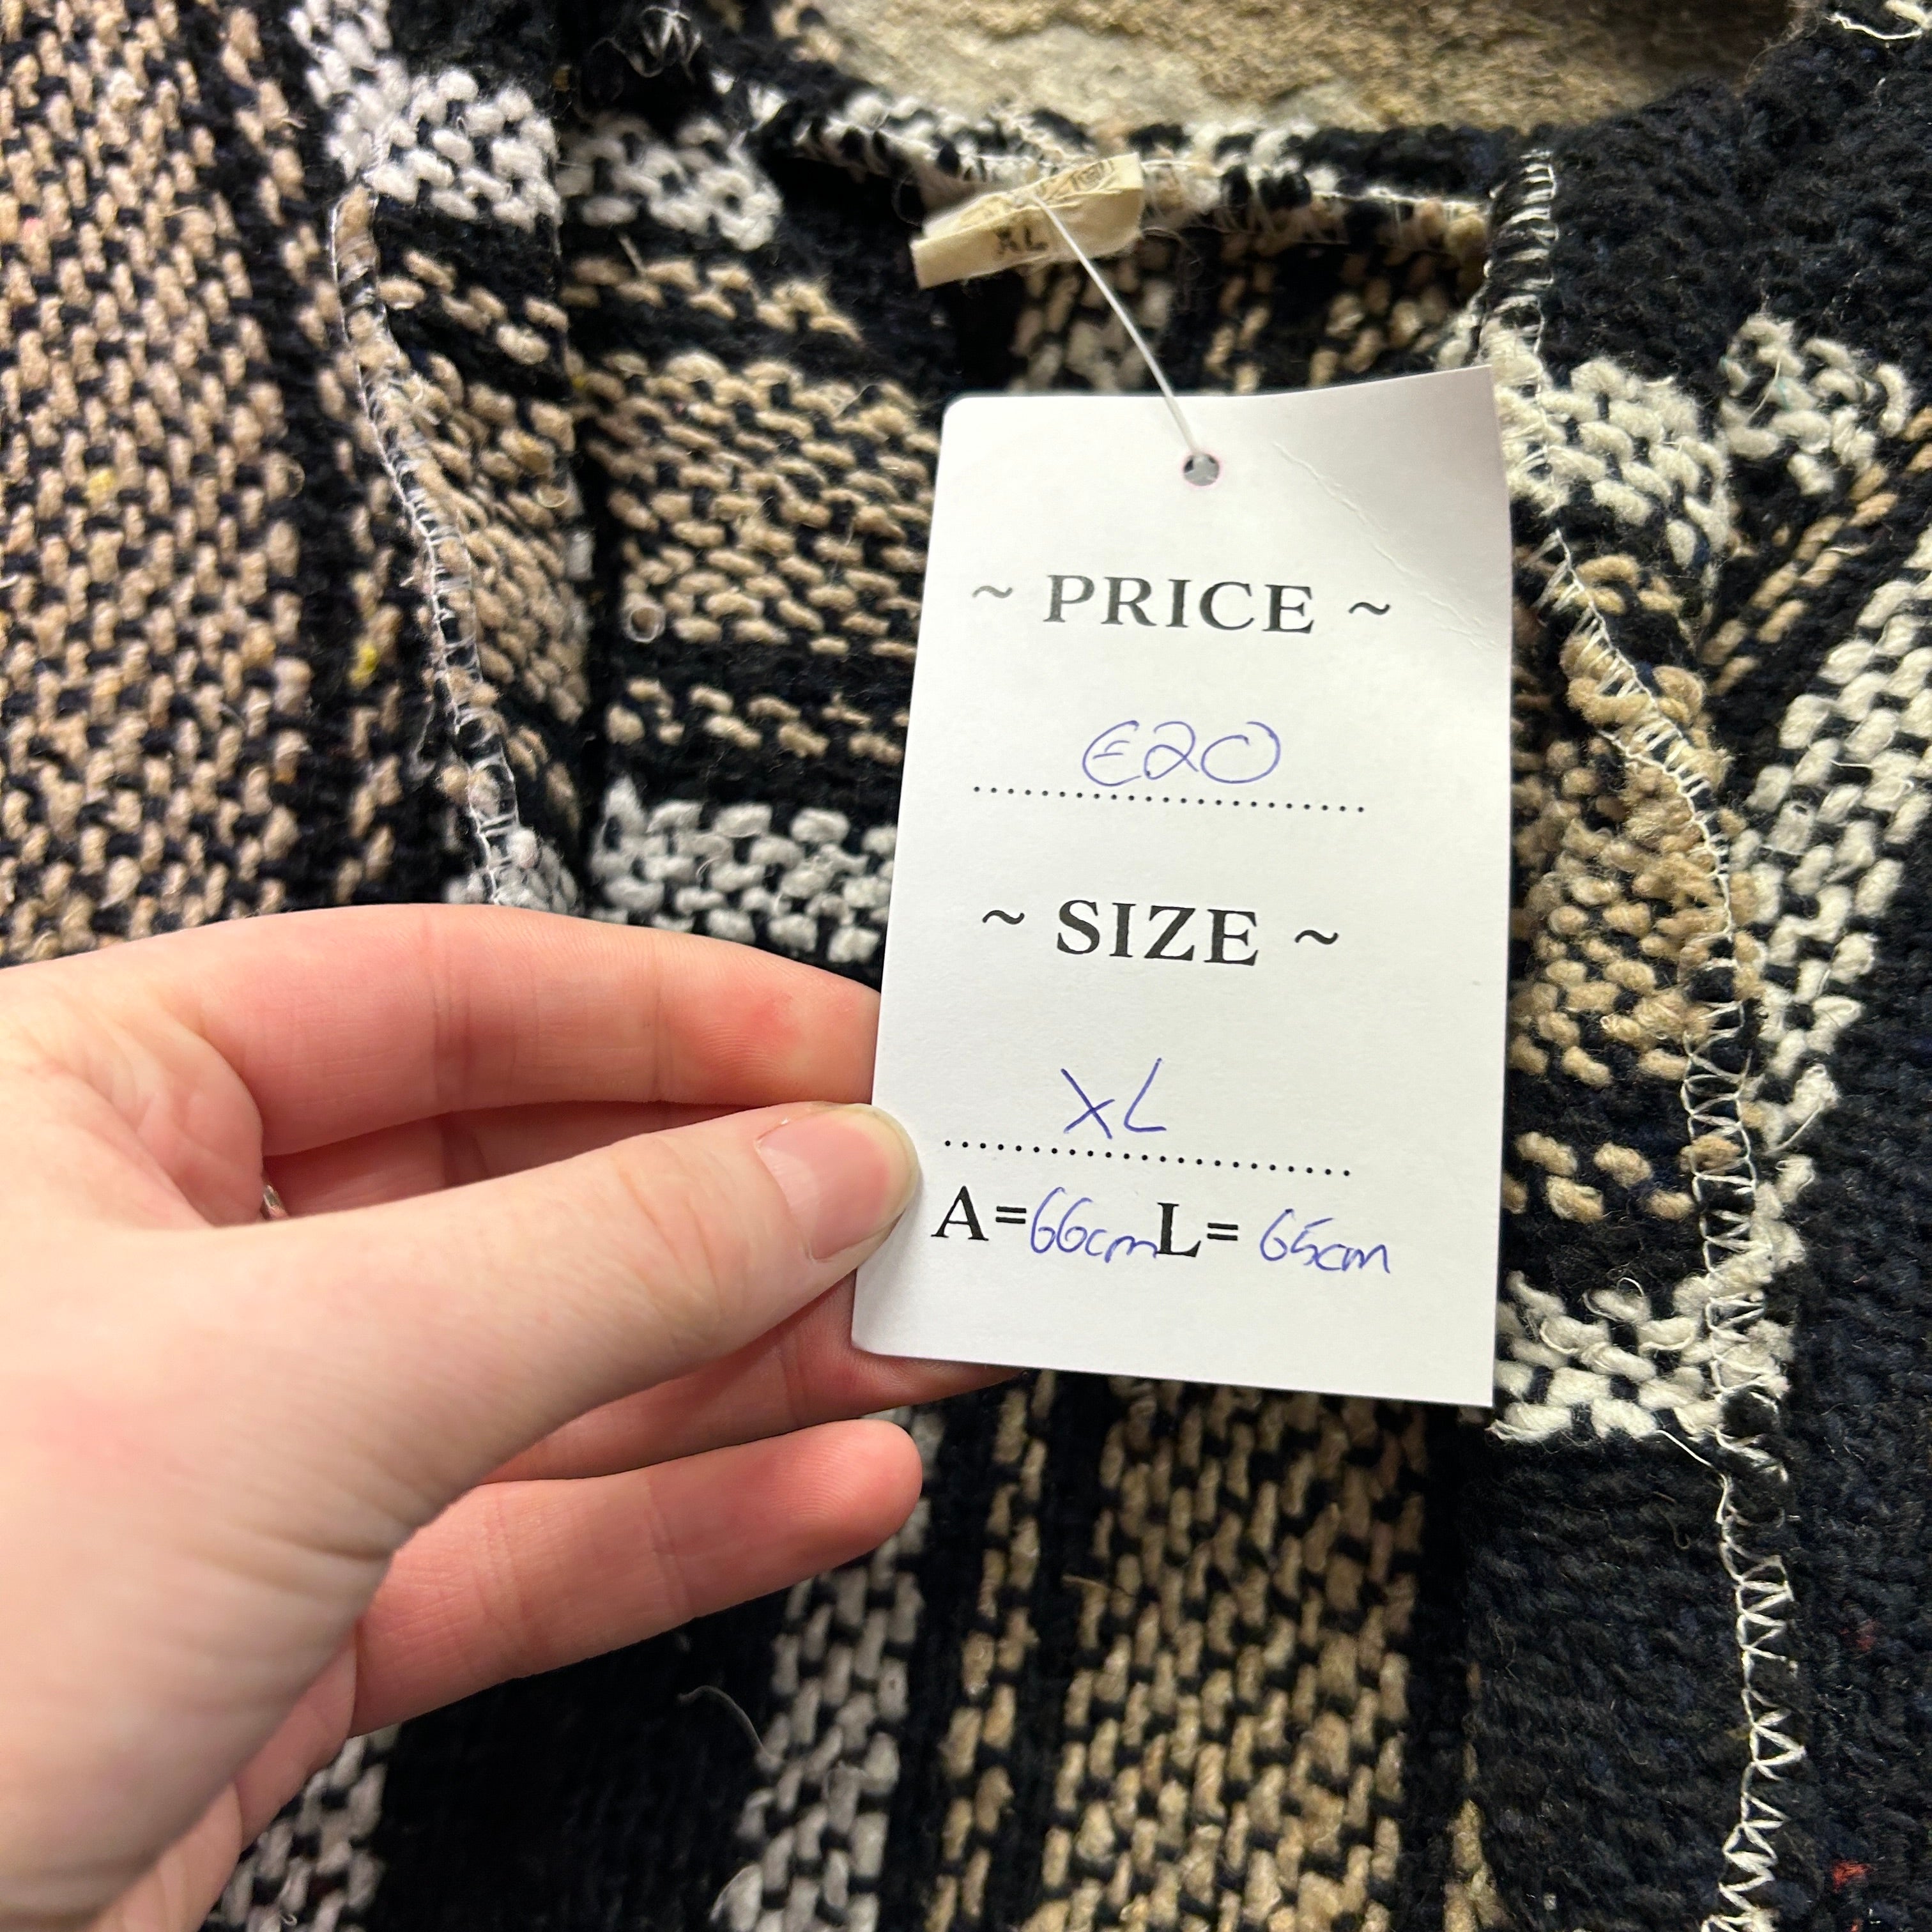 XL
~ PRICE ~
€20
~ SIZE ~
XL
A=66cm L= 65cm